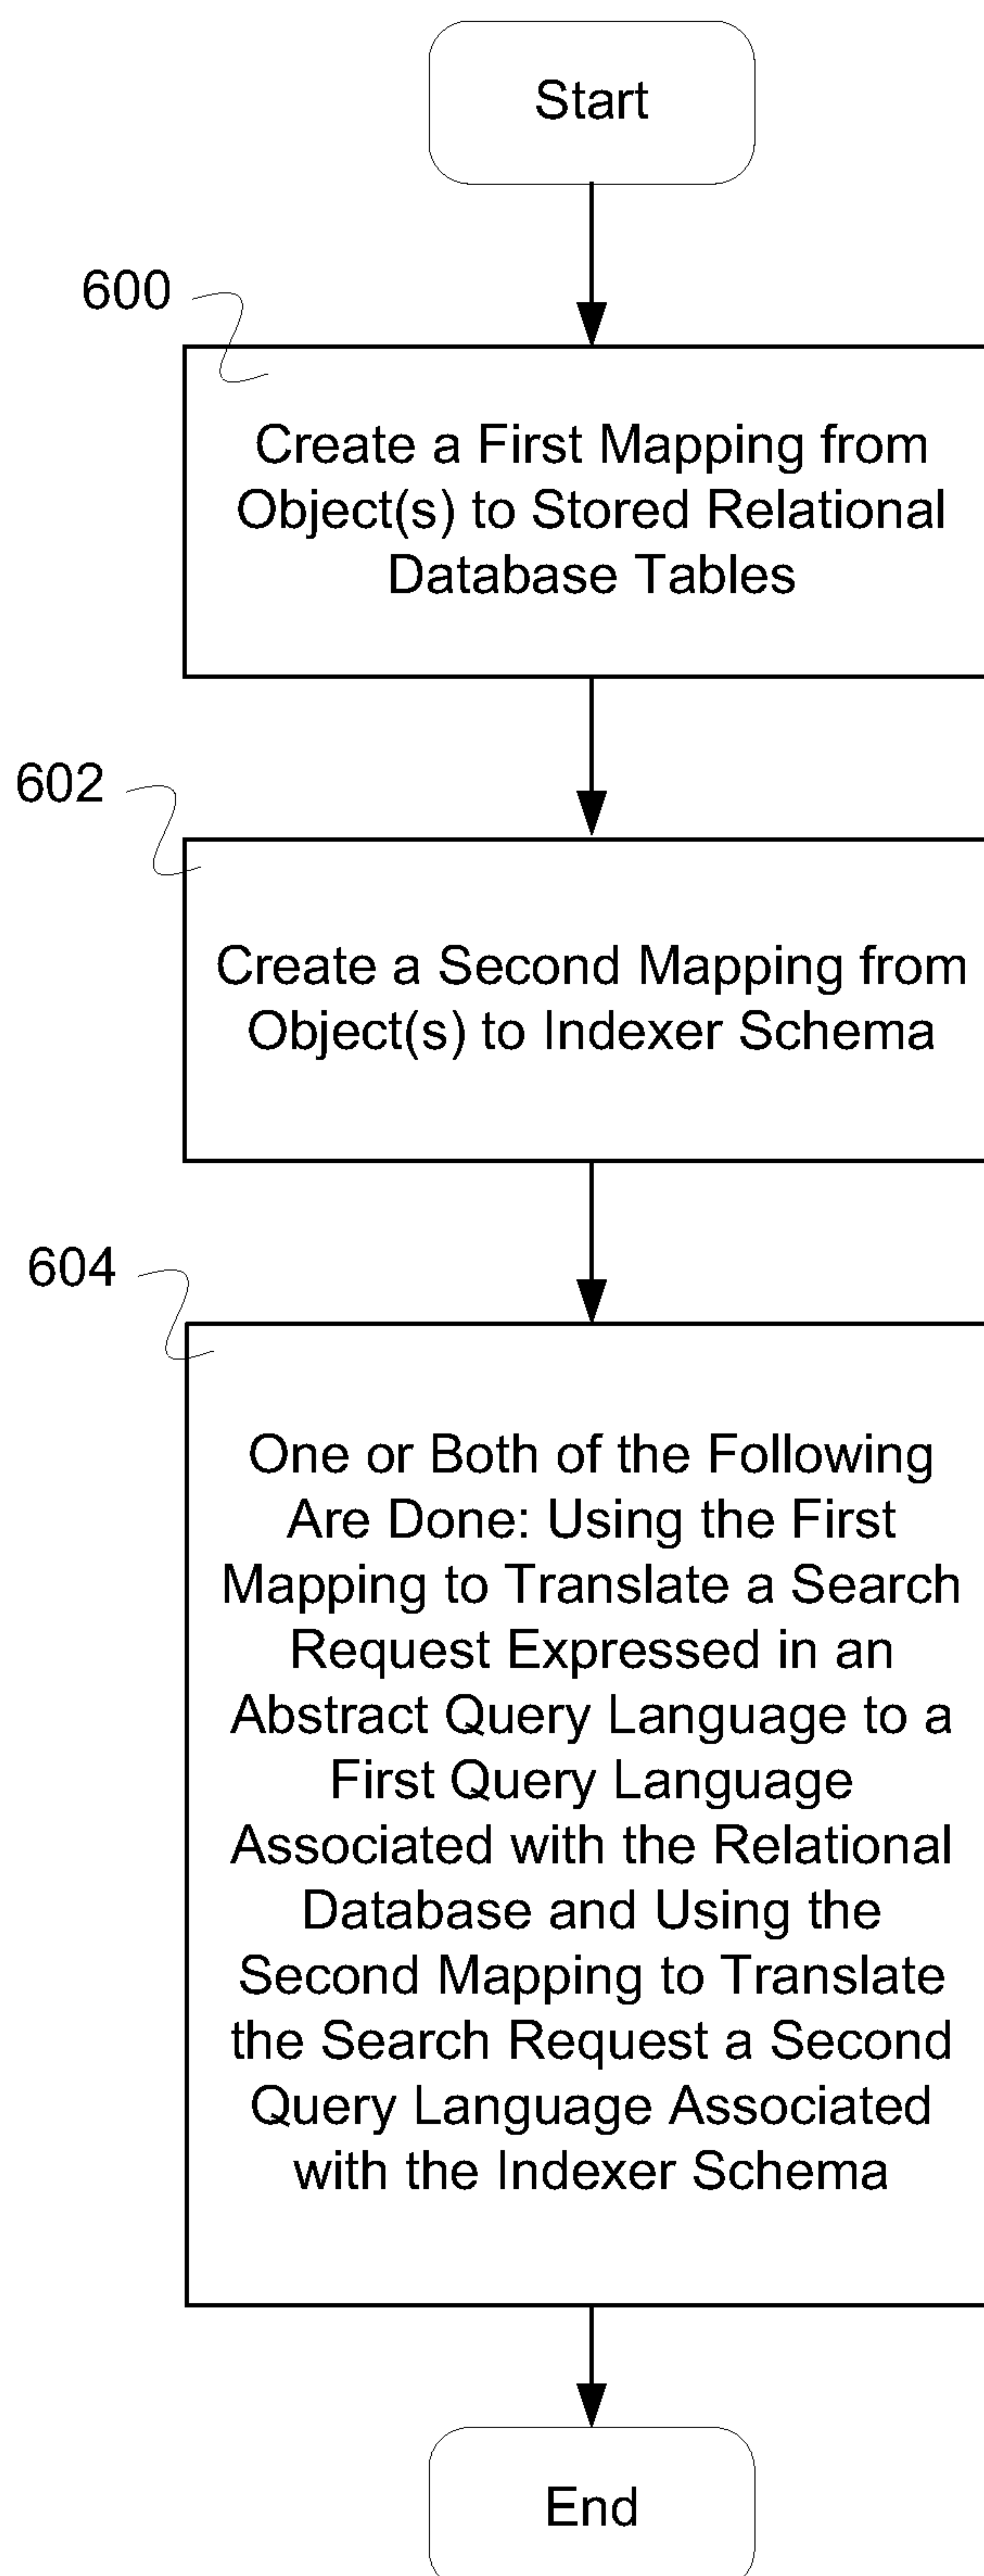 Start
600
Create a First Mapping from
Object(s) to Stored Relational
Database Tables
602
Create a Second Mapping from
Object(s) to Indexer Schema
604
One or Both of the Following
Are Done: Using the First
Mapping to Translate a Search
Request Expressed in an
Abstract Query Language to a
First Query Language
Associated with the Relational
Database and Using the
Second Mapping to Translate
the Search Request a Second
Query Language Associated
with the Indexer Schema
End